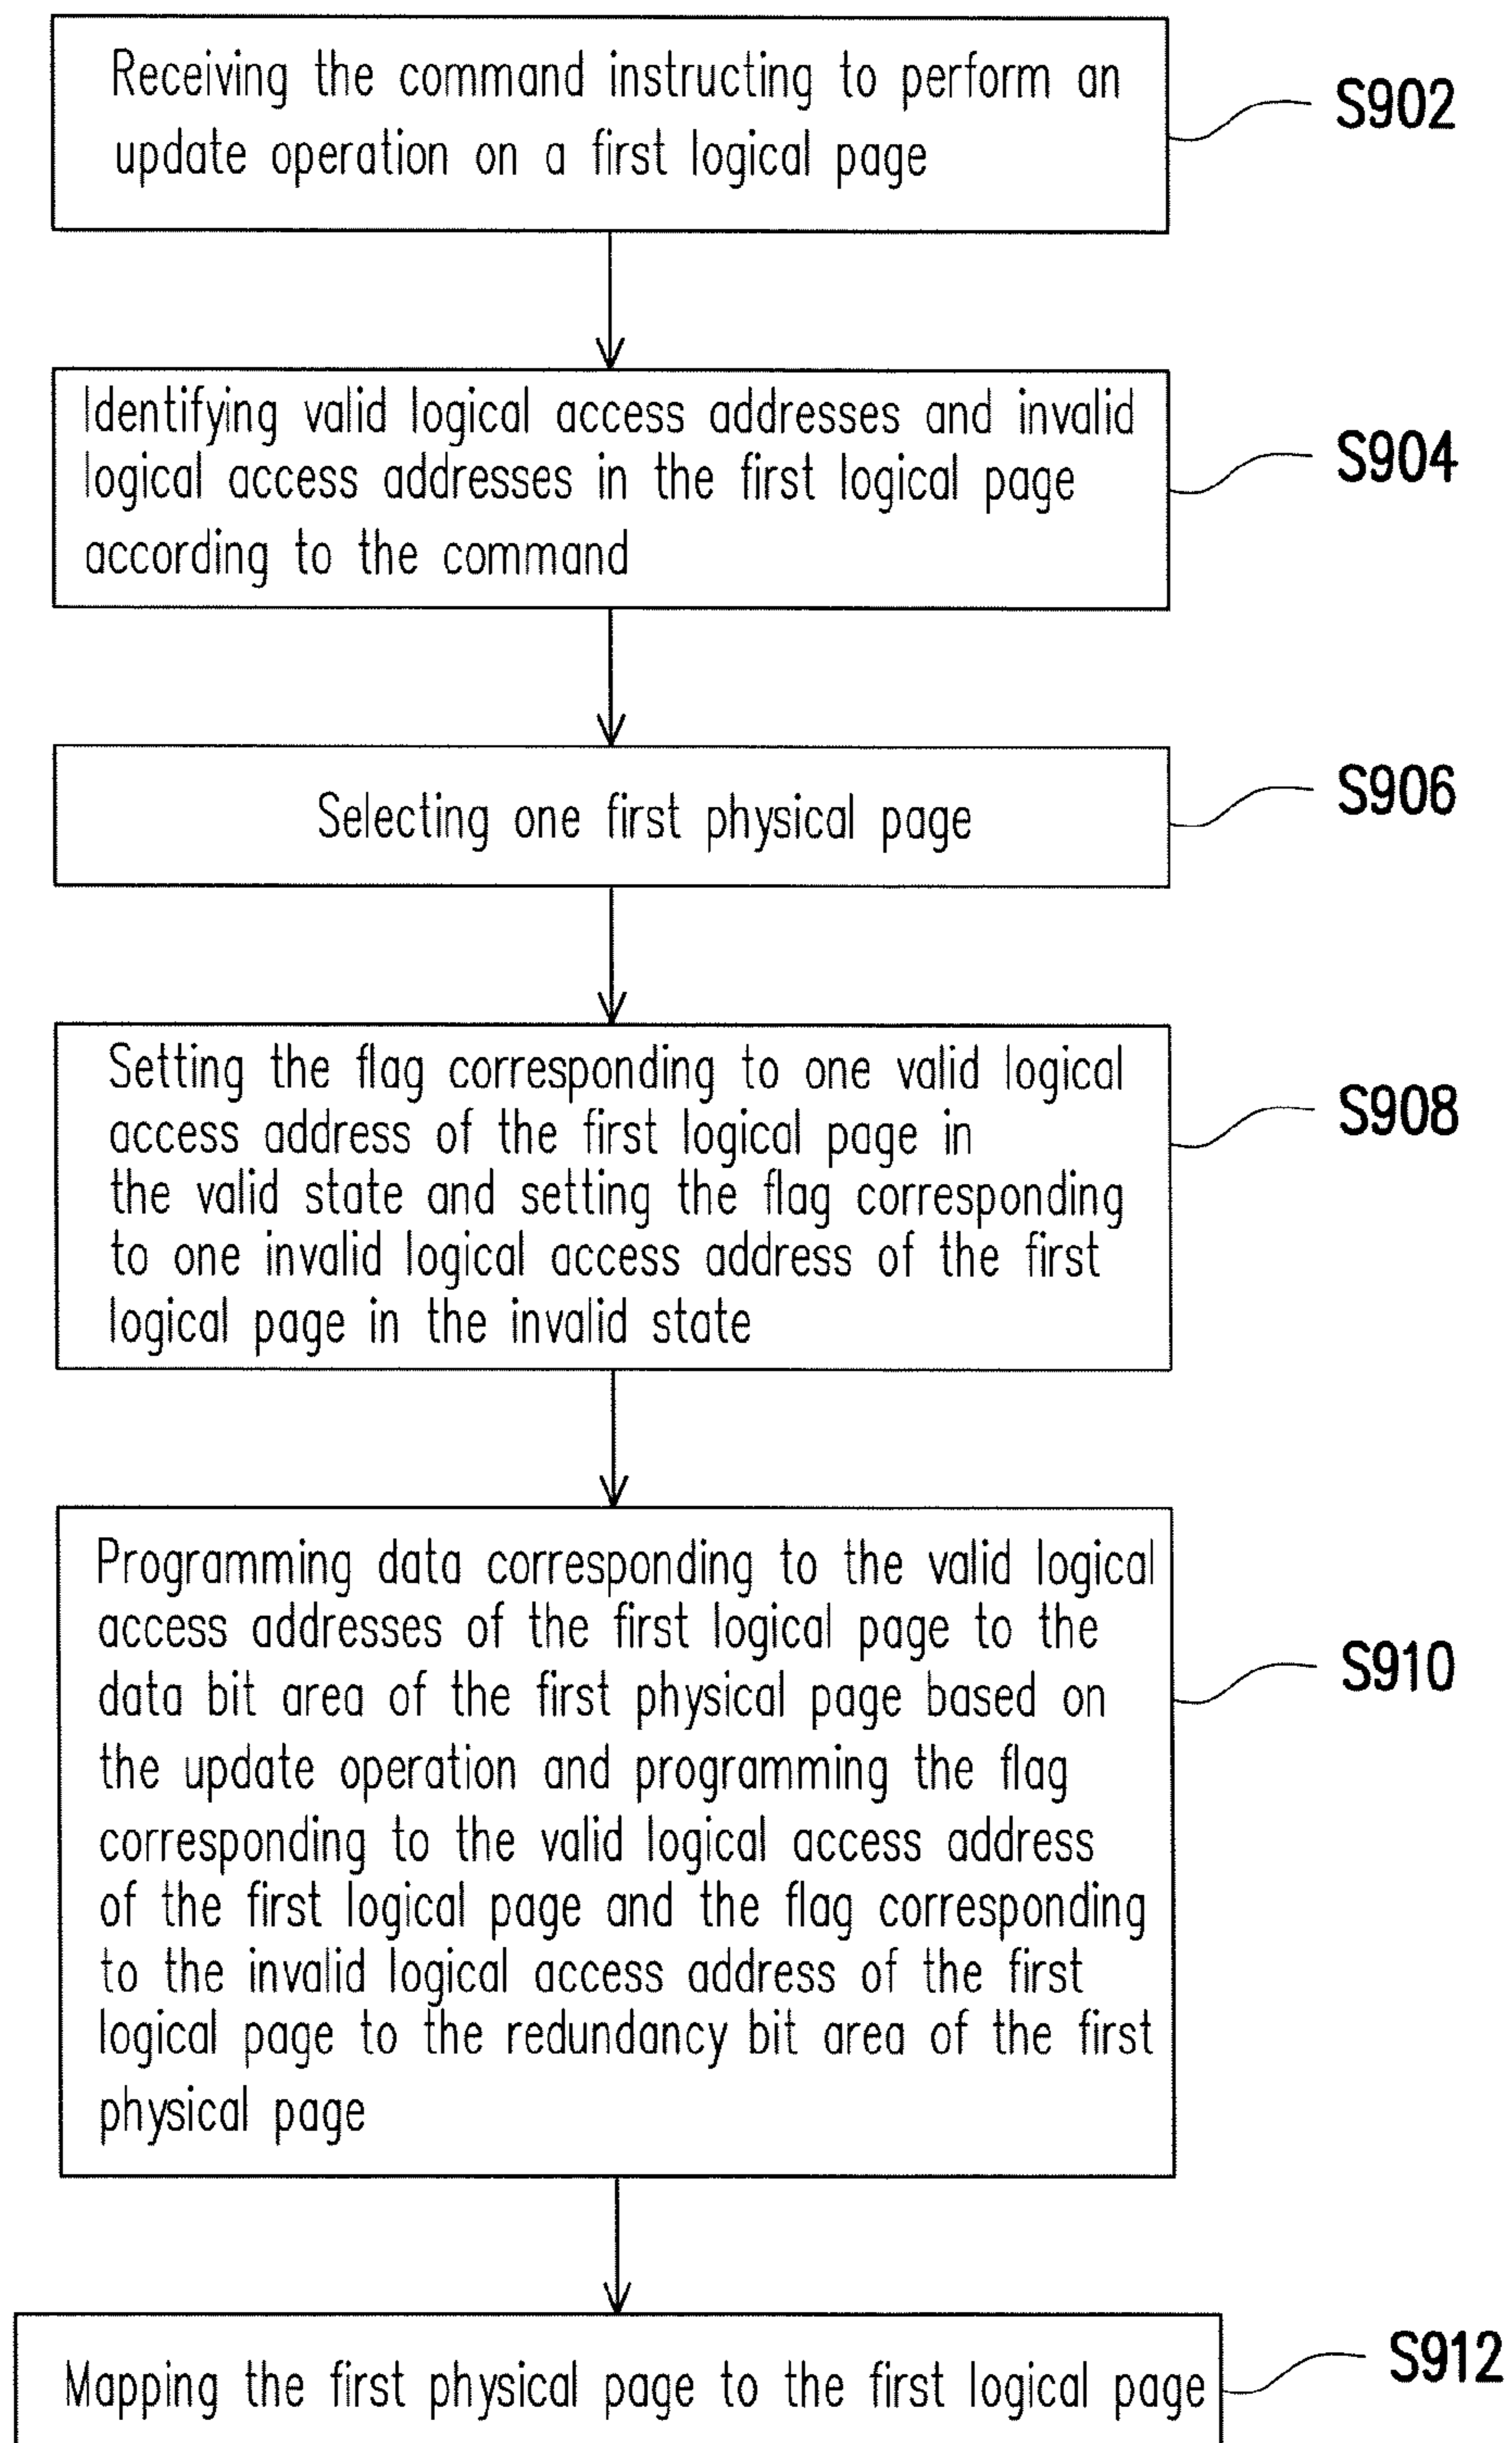 Receiving the command instructing to perform an
update operation on a first logical page
S902
Identifying valid logical access addresses and invalid
logical access addresses in the first logical page
according to the command
S904
Selecting one first physical page
S906
Setting the flag corresponding to one valid logical
access address of the first logical page in
the valid state and setting the flag corresponding
to one invalid logical access address of the first
logical page in the invalid state
S908
Programming data corresponding to the valid logical
access addresses of the first logical page to the
data bit area of the first physical page based on
the update operation and programming the flag
corresponding to the valid logical access address
of the first logical page and the flag corresponding
to the invalid logical access address of the first
logical page to the redundancy bit area of the first
physical page
S910
Mapping the first physical page to the first logical page
S912